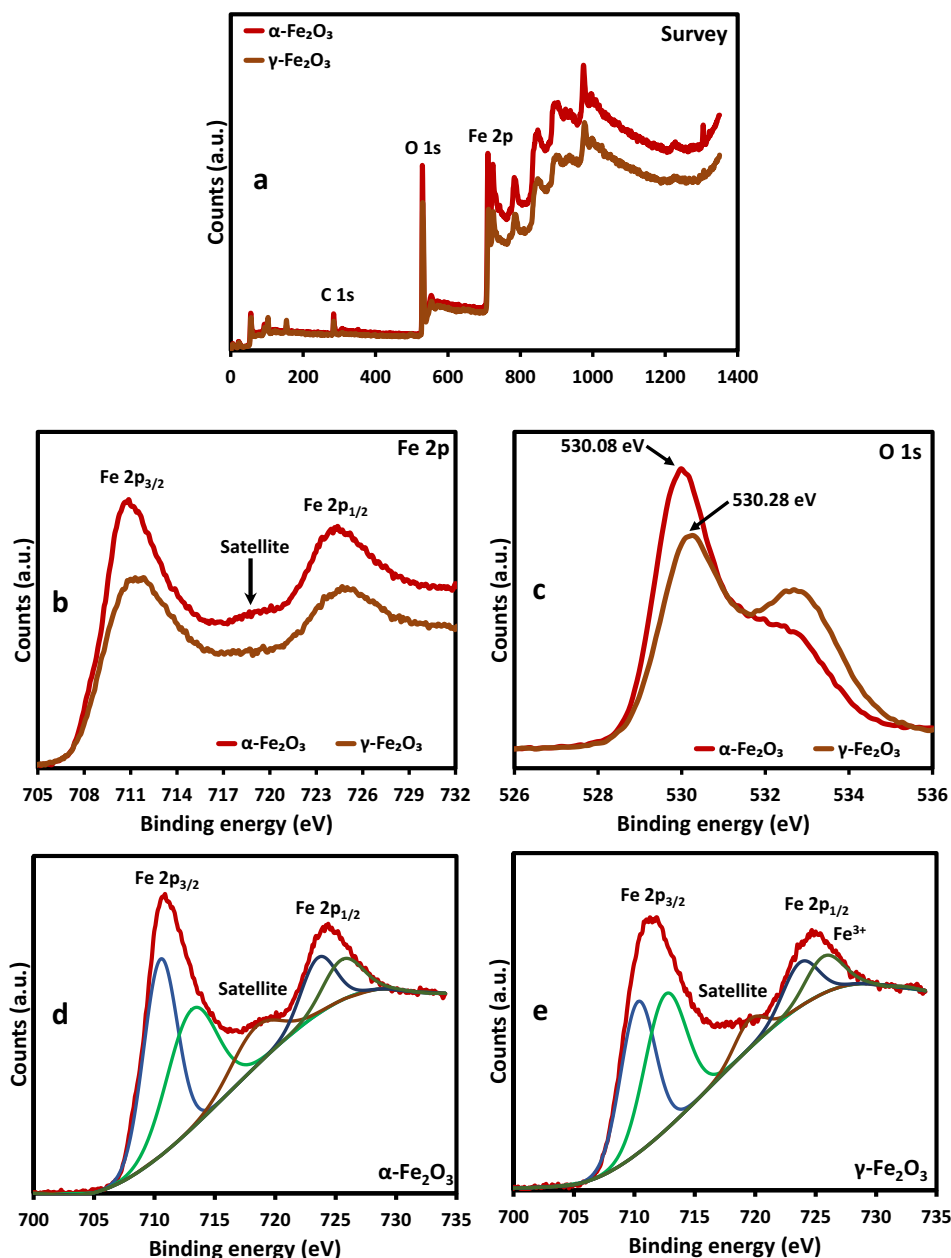 α-Fe₂O₃
γ-Fe₂O₃
Survey
Counts (a.u.)
a
C 1s
O 1s
Fe 2p
0 200 400 600 800 1000 1200 1400
Fe 2p
Fe 2p₃/₂
Fe 2p₁/₂
Satellite
Counts (a.u.)
b
α-Fe₂O₃ γ-Fe₂O₃
705 708 711 714 717 720 723 726 729 732
Binding energy (eV)
530.08 eV
O 1s
530.28 eV
Counts (a.u.)
c
α-Fe₂O₃ γ-Fe₂O₃
526 528 530 532 534 536
Binding energy (eV)
Fe 2p₃/₂
Fe 2p₁/₂
Satellite
Counts (a.u.)
d
α-Fe₂O₃
700 705 710 715 720 725 730 735
Binding energy (eV)
Fe 2p₃/₂
Fe 2p₁/₂
Fe³⁺
Satellite
Counts (a.u.)
e
γ-Fe₂O₃
700 705 710 715 720 725 730 735
Binding energy (eV)